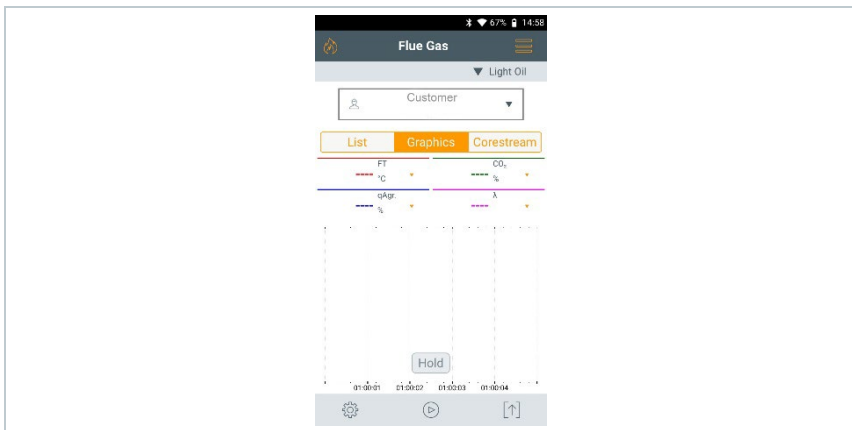 67% 14:58
Flue Gas
Light Oil
Customer
List Graphics Corestream
FT CO₂
---- °C ---- %
qAgr. λ
---- % ----
Hold
01:00:01 01:00:02 01:00:03 01:00:04